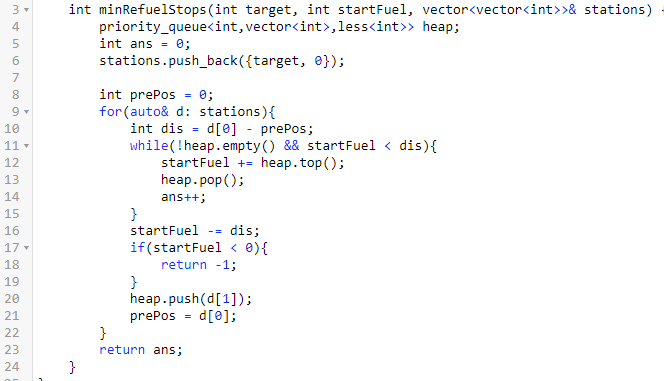 3 int minRefuelStops(int target, int startFuel, vector<vector<int>>& stations) {
4 priority_queue<int,vector<int>,less<int>> heap;
5 int ans = 0;
6 stations.push_back({target, 0});
7
8 int prePos = 0;
9 for(auto& d: stations){
10 int dis = d[0] - prePos;
11 while(!heap.empty() && startFuel < dis){
12 startFuel += heap.top();
13 heap.pop();
14 ans++;
15 }
16 startFuel -= dis;
17 if(startFuel < 0){
18 return -1;
19 }
20 heap.push(d[1]);
21 prePos = d[0];
22 }
23 return ans;
24 }